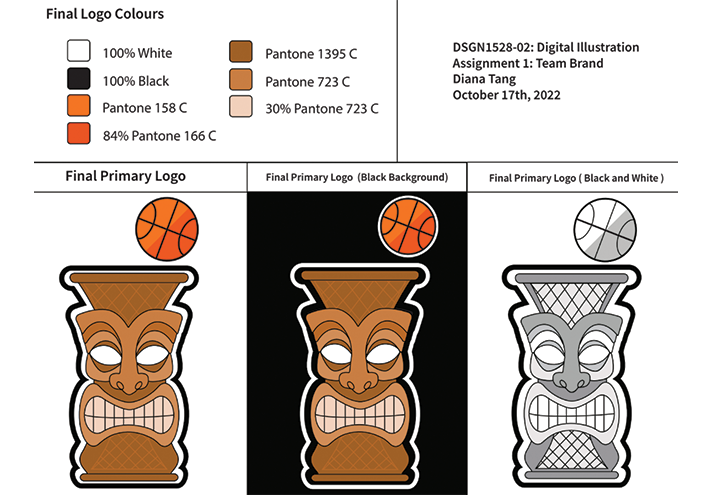 Final Logo Colours
100% White
100% Black
Pantone 158 C
84% Pantone 166 C
Pantone 1395 C
Pantone 723 C
30% Pantone 723 C
DSGN1528-02: Digital Illustration
Assignment 1: Team Brand
Diana Tang
October 17th, 2022
Final Primary Logo
Final Primary Logo (Black Background)
Final Primary Logo ( Black and White )